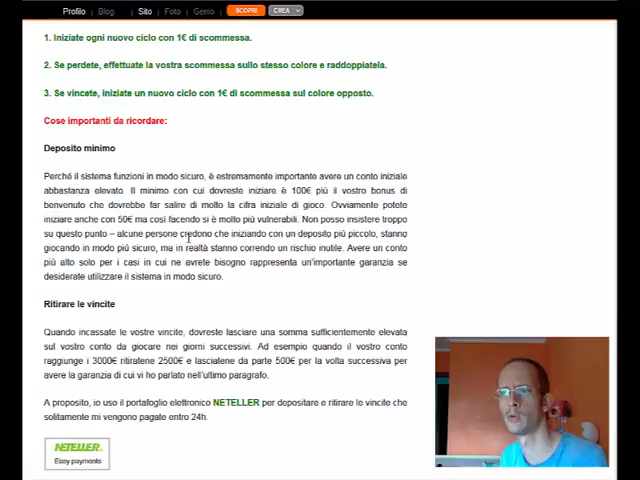 Profilo | Blog | Sito | Foto | Genio | SCOPRI CREA
1. Iniziate ogni nuovo ciclo con 1€ di scommessa.
2. Se perdete, effettuate la vostra scommessa sullo stesso colore e raddoppiatela.
3. Se vincete, iniziate un nuovo ciclo con 1€ di scommessa sul colore opposto.
Cose importanti da ricordare:
Deposito minimo
Perché il sistema funzioni in modo sicuro, è estremamente importante avere un conto iniziale
abbastanza elevato. Il minimo con cui dovreste iniziare è 100€ più il vostro bonus di
benvenuto che dovrebbe far salire di molto la cifra iniziale di gioco. Ovviamente potete
iniziare anche con 50€ ma così facendo si è molto più vulnerabili. Non posso insistere troppo
su questo punto – alcune persone credono che iniziando con un deposito più piccolo, stanno
giocando in modo più sicuro, ma in realtà stanno correndo un rischio inutile. Avere un conto
più alto solo per i casi in cui ne avrete bisogno rappresenta un'importante garanzia se
desiderate utilizzare il sistema in modo sicuro.
Ritirare le vincite
Quando incassate le vostre vincite, dovreste lasciare una somma sufficientemente elevata
sul vostro conto da giocare nei giorni successivi. Ad esempio quando il vostro conto
raggiunge i 3000€ ritiratene 2500€ e lasciatene da parte 500€ per la volta successiva per
avere la garanzia di cui vi ho parlato nell'ultimo paragrafo.
A proposito, io uso il portafoglio elettronico NETELLER per depositare e ritirare le vincite che
solitamente mi vengono pagate entro 24h.
NETELLER.
Easy payments